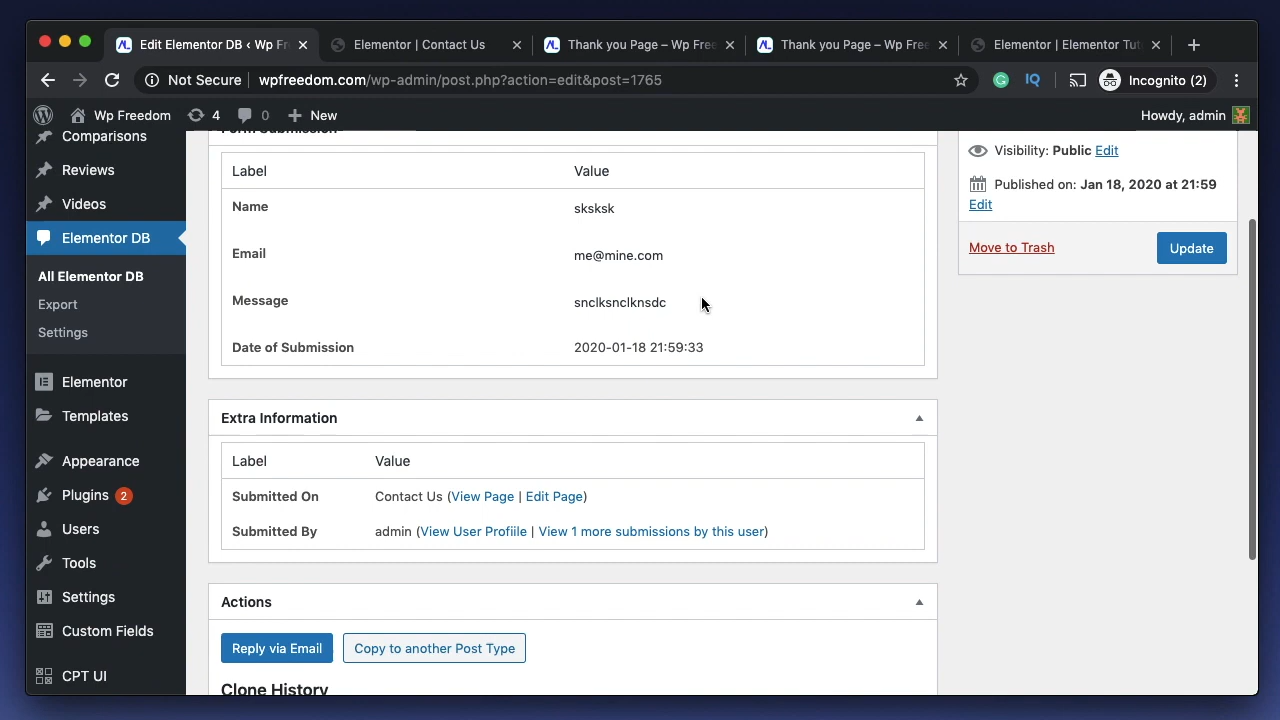 Edit Elementor DB ‹ Wp Fr
Elementor | Contact Us
Thank you Page – Wp Free
Thank you Page – Wp Free
Elementor | Elementor Tut
Not Secure
wpfreedom.com/wp-admin/post.php?action=edit&post=1765
IQ
Incognito (2)
Wp Freedom
4
0
New
Howdy, admin
Comparisons
Reviews
Videos
Elementor DB
All Elementor DB
Export
Settings
Elementor
Templates
Appearance
Plugins 2
Users
Tools
Settings
Custom Fields
CPT UI
Form Submission
Label Value
Name sksksk
Email me@mine.com
Message snclksnclknsdc
Date of Submission 2020-01-18 21:59:33
Extra Information
Label Value
Submitted On Contact Us (View Page | Edit Page)
Submitted By admin (View User Profiile | View 1 more submissions by this user)
Actions
Reply via Email Copy to another Post Type
Clone History
Visibility: Public Edit
Published on: Jan 18, 2020 at 21:59
Edit
Move to Trash Update